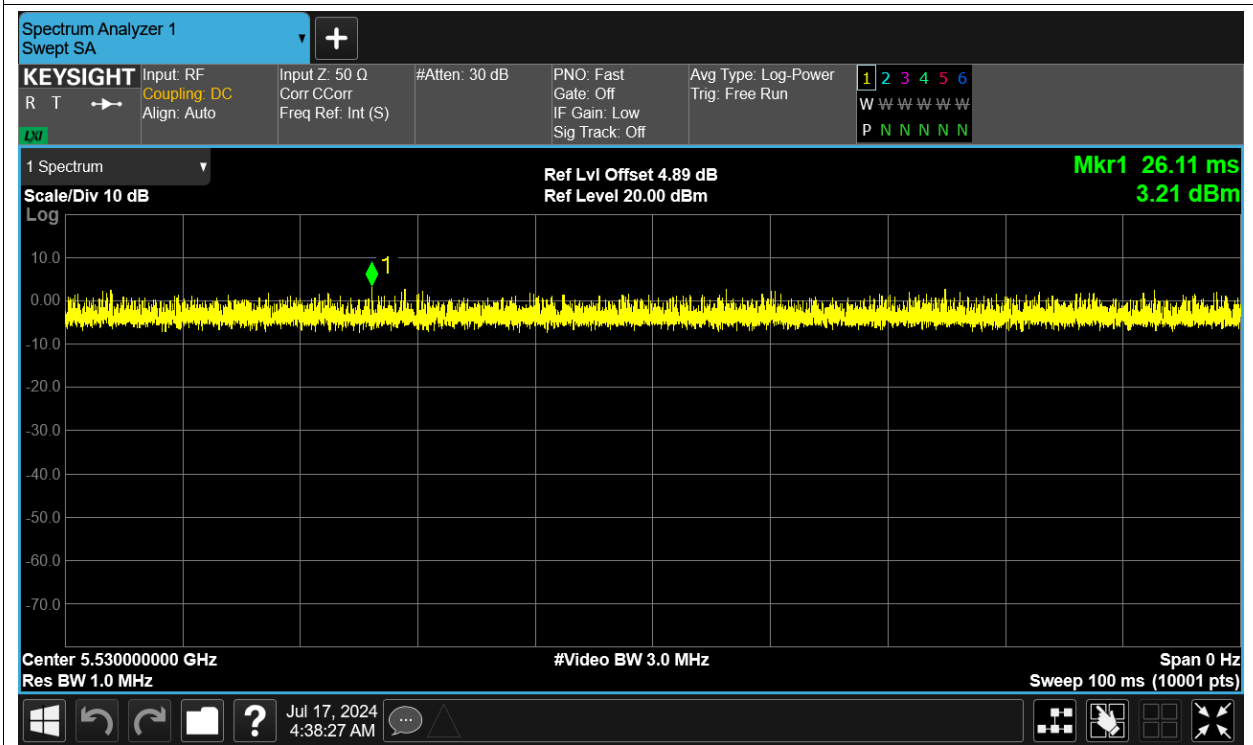 Spectrum Analyzer 1
Swept SA
KEYSIGHT
R T
LXI
Input: RF
Coupling: DC
Align: Auto
Input Z: 50 Ω
Corr CCorr
Freq Ref: Int (S)
#Atten: 30 dB
PNO: Fast
Gate: Off
IF Gain: Low
Sig Track: Off
Avg Type: Log-Power
Trig: Free Run
1 2 3 4 5 6
W W W W W W
P N N N N N
1 Spectrum
Scale/Div 10 dB
Ref Lvl Offset 4.89 dB
Ref Level 20.00 dBm
Mkr1 26.11 ms
3.21 dBm
Log
10.0
0.00
-10.0
-20.0
-30.0
-40.0
-50.0
-60.0
-70.0
1
Center 5.530000000 GHz
Res BW 1.0 MHz
#Video BW 3.0 MHz
Span 0 Hz
Sweep 100 ms (10001 pts)
?
Jul 17, 2024
4:38:27 AM